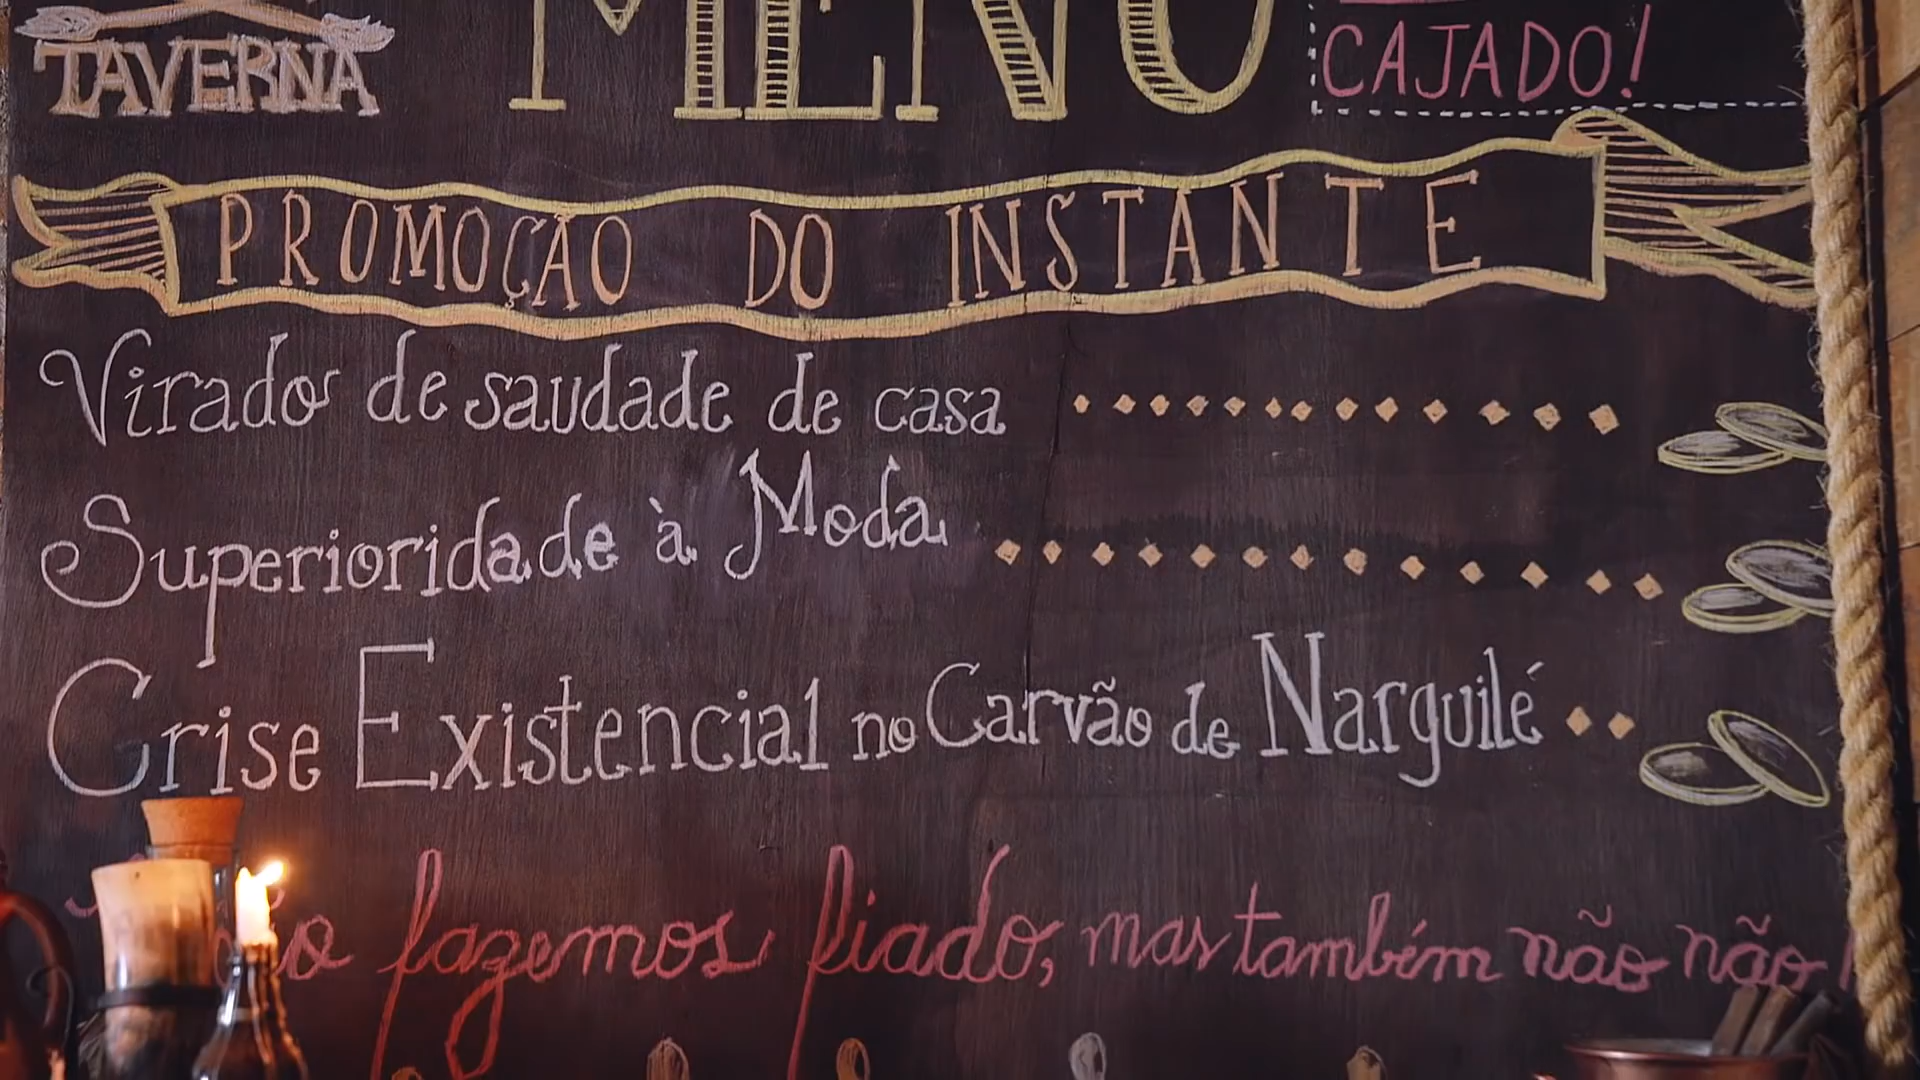 TAVERNA
MENU
CAJADO!
PROMOÇÃO DO INSTANTE
Virado de saudade de casa
Superioridade à Moda
Crise Existencial no Carvão de Narguilé
fazemos fiado, mas também não não